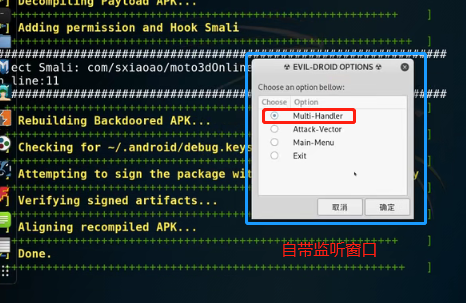 ] Decompiling Payload APK...
++++++++++++++++++++++++++++++++++++++++++++++++ ]
] Adding permission and Hook Smali
################################################################
ect Smali: com/sxiaoao/moto3dOnlin
n line:11
################################################################
] Rebuilding Backdoored APK...
++++++++++++++++++++++++++++++++++++++++++++++++ ]
] Checking for ~/.android/debug.keys
++++++++++++++++++++++++++++++++++++++++++++++++ ]
] Attempting to sign the package wit y
++++++++++++++++++++++++++++++++++++++++++++++++ ]
] Verifying signed artifacts...
++++++++++++++++++++++++++++++++++++++++++++++++ ]
] Aligning recompiled APK...
++++++++++++++++++++++++++++++++++++++++++++++++ ]
] Done.
++++++++++++++++++++++++++++++++++++++++++++++++ ]
☢ EVIL-DROID OPTIONS ☢
Choose an option bellow:
Choose Option
Multi-Handler
Attack-Vector
Main-Menu
Exit
取消 确定
自带监听窗口